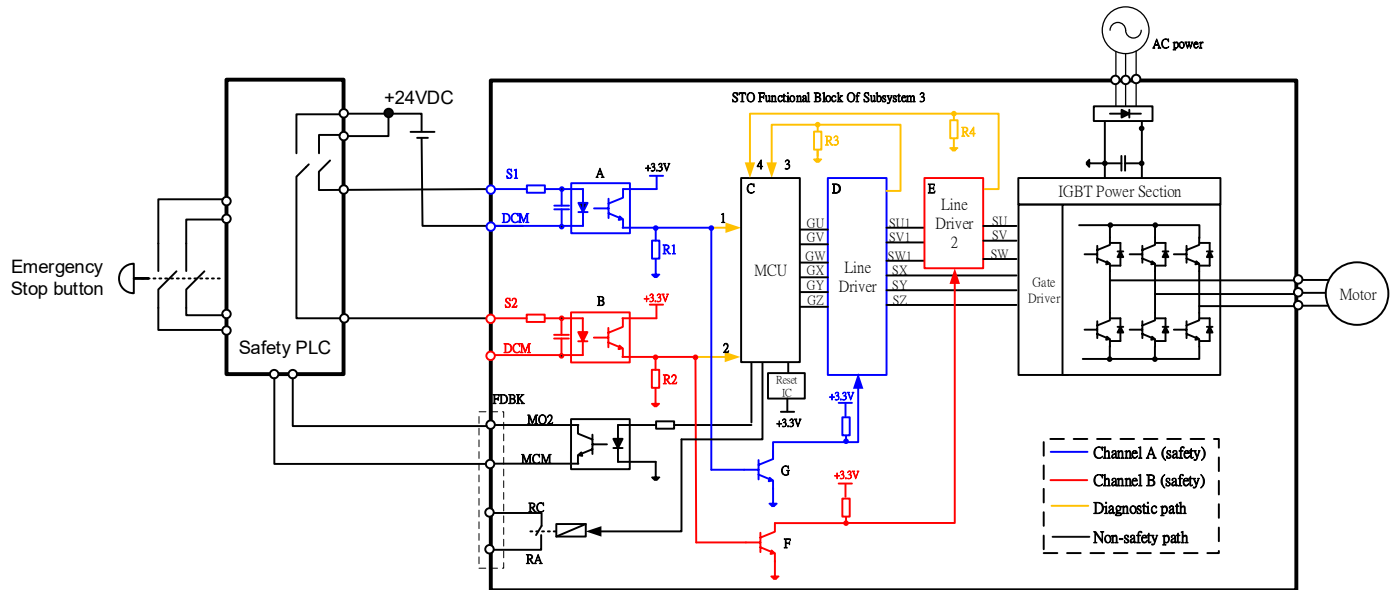 AC power
+24VDC
STO Functional Block Of Subsystem 3
R3
R4
S1
A
+3.3V
4
3
C
D
E
IGBT Power Section
DCM
1
R1
MCU
GU
GV
GW
GX
GY
GZ
Line
Driver
SU1
SV1
SW1
SX
SY
SZ
Line
Driver
2
SU
SV
SW
Gate
Driver
Motor
Emergency
Stop button
S2
B
+3.3V
DCM
2
R2
Safety PLC
Reset
IC
+3.3V
+3.3V
FDBK
MO2
MCM
G
+3.3V
RC
RA
F
Channel A (safety)
Channel B (safety)
Diagnostic path
Non-safety path